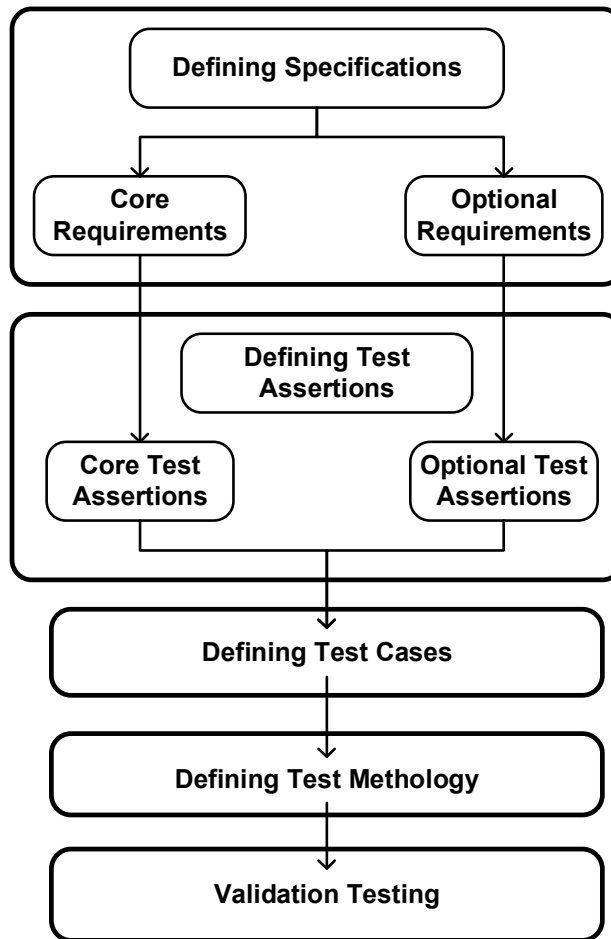 Defining Specifications
Core
Requirements
Optional
Requirements
Defining Test
Assertions
Core Test
Assertions
Optional Test
Assertions
Defining Test Cases
Defining Test Methology
Validation Testing